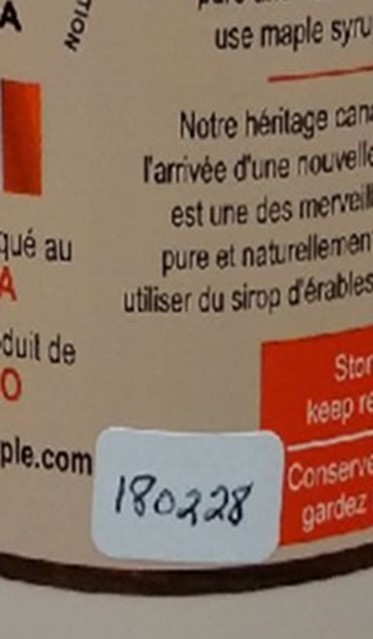 A
use maple syru
Notre héritage can
l'arrivée d'une nouvelle
est une des merveill
pure et naturellemen
utiliser du sirop d'érables
qué au
A
duit de
O
ple.com
180228
Stor
keep re
Conserve
gardez